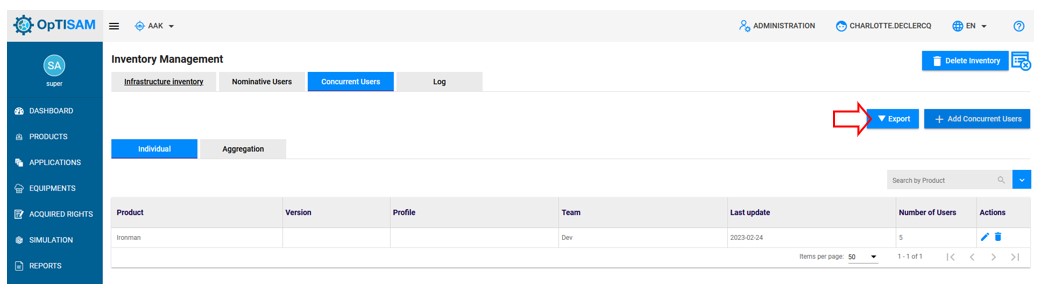 OpTISAM
AAK
ADMINISTRATION
CHARLOTTE.DECLERCQ
EN
SA
super
DASHBOARD
PRODUCTS
APPLICATIONS
EQUIPMENTS
ACQUIRED RIGHTS
SIMULATION
REPORTS
Inventory Management
Delete Inventory
Infrastructure inventory Nominative Users Concurrent Users Log
Export
+ Add Concurrent Users
Individual Aggregation
Search by Product
Product Version Profile Team Last update Number of Users Actions
Ironman Dev 2023-02-24 5
Items per page: 50 1 - 1 of 1